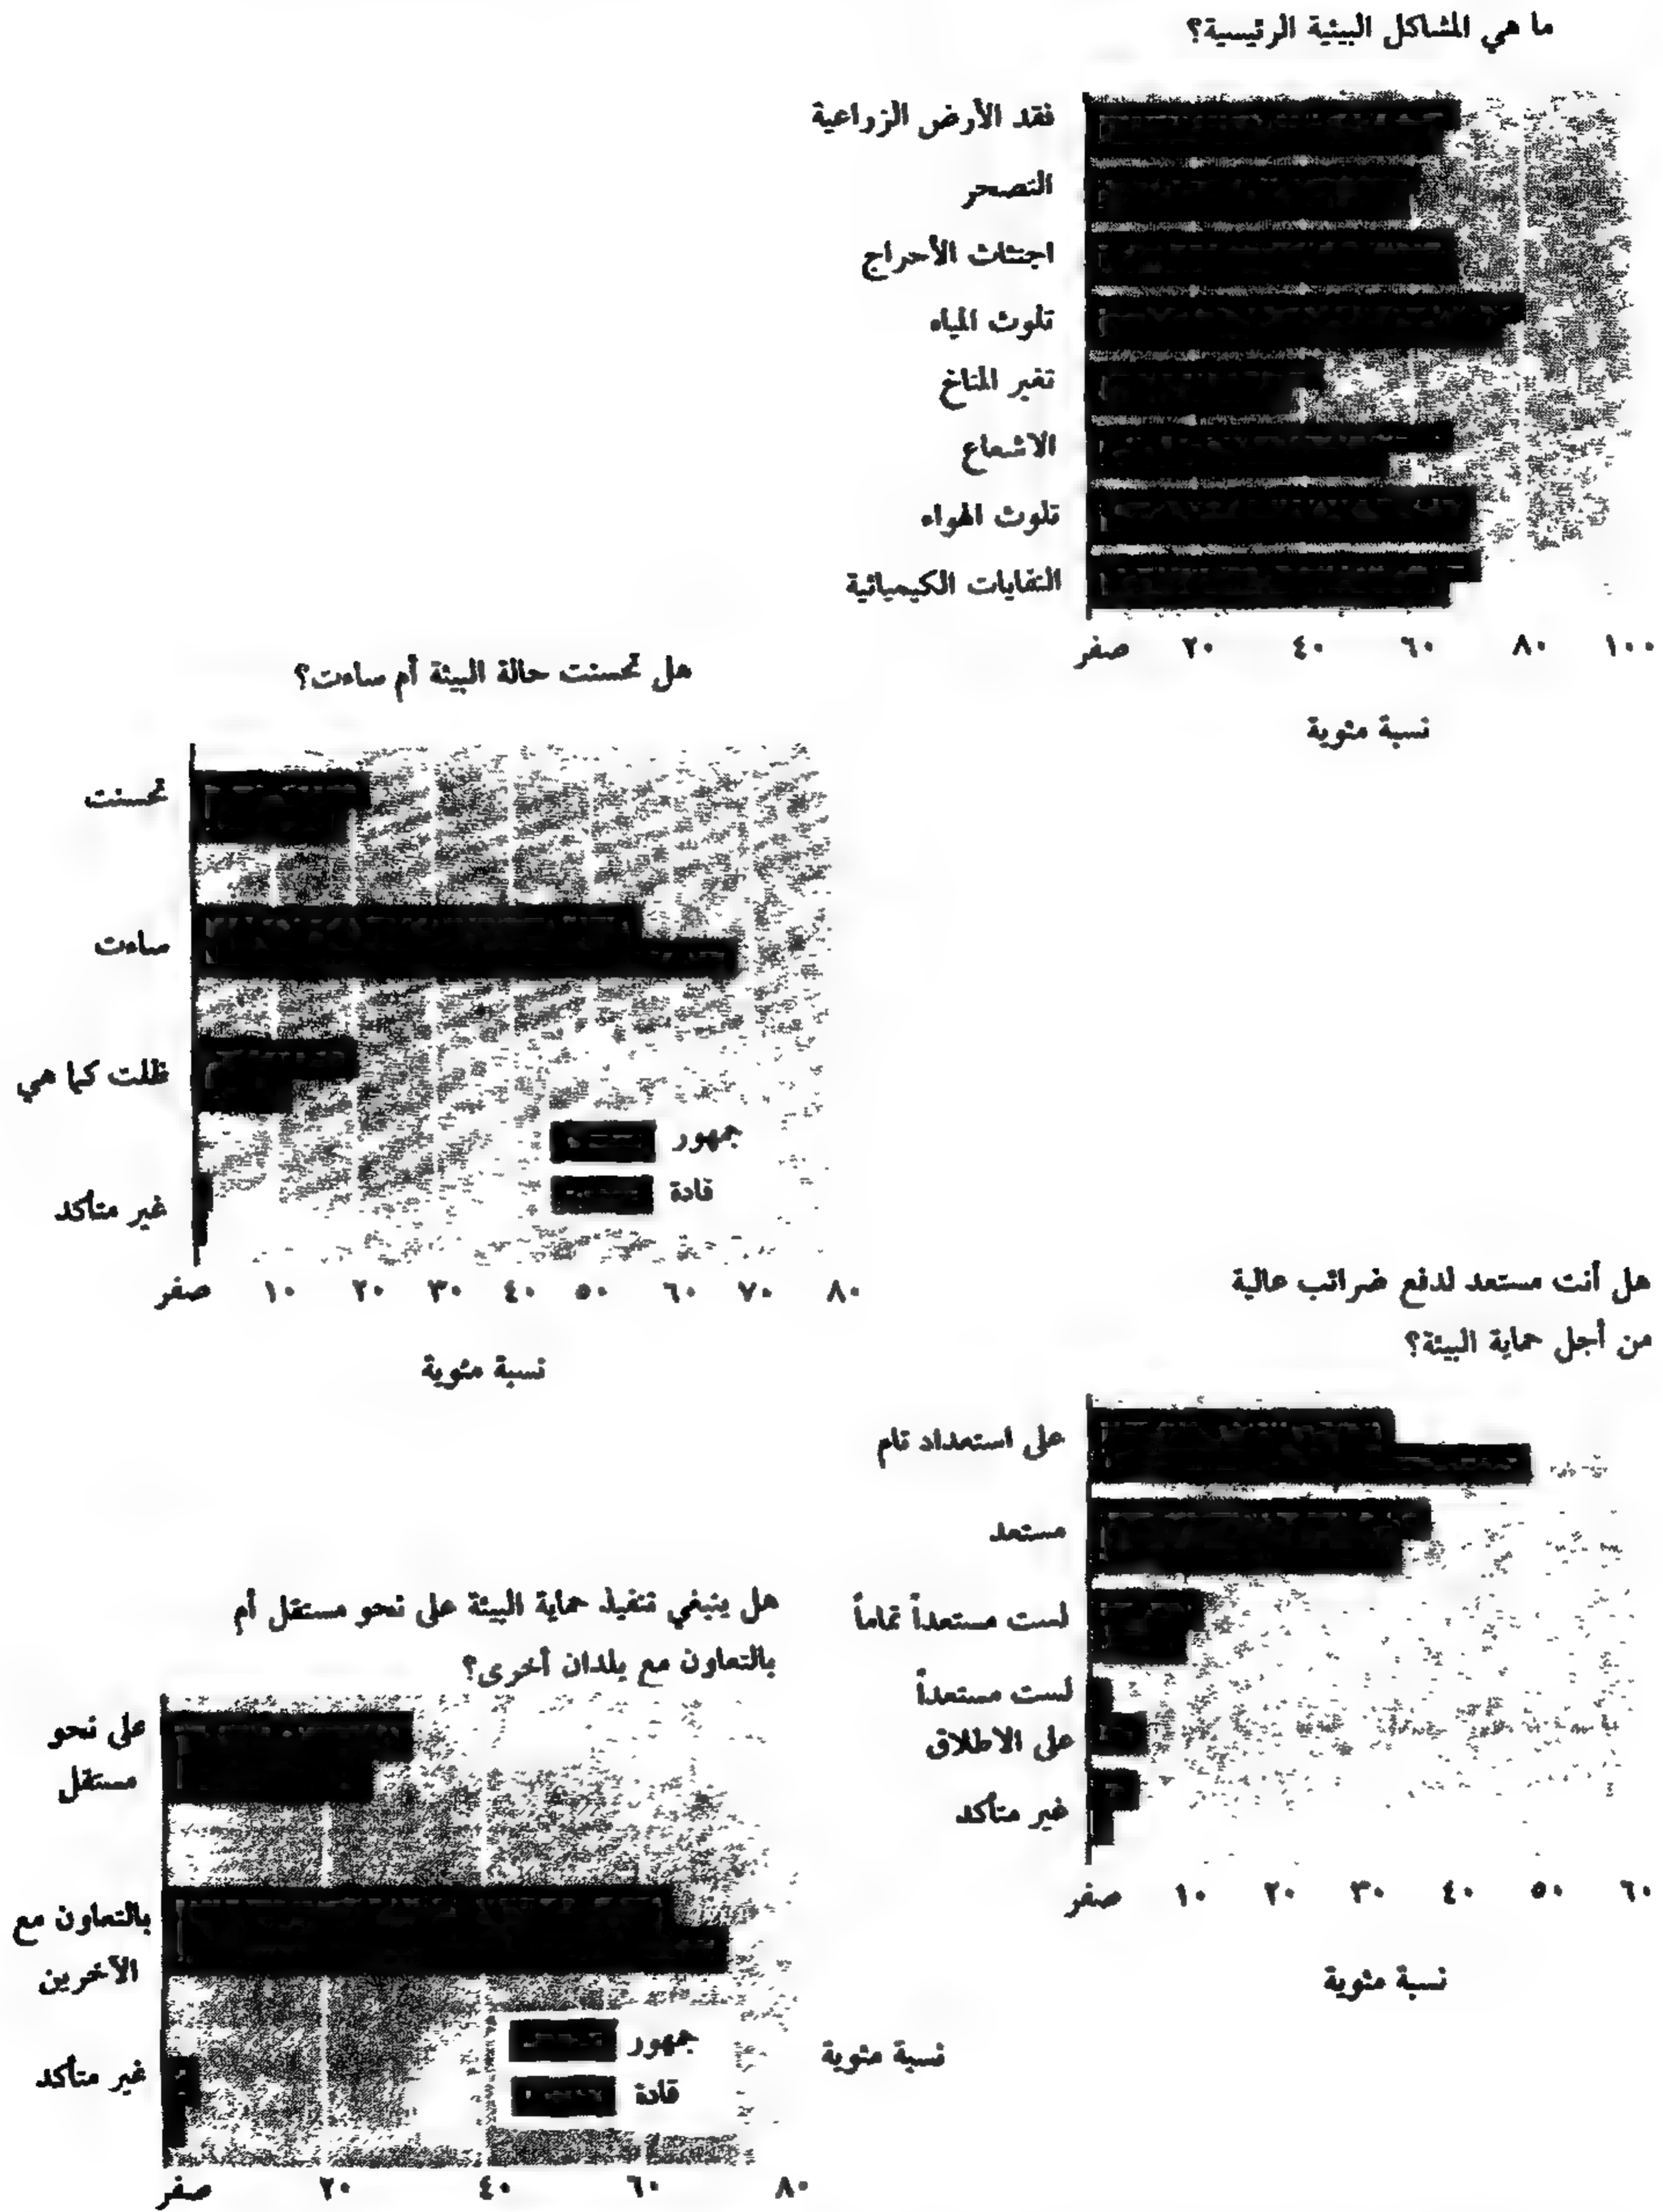 ما هي المشاكل البيئية الرئيسية؟
فقد الأرض الزراعية
التصحر
اجتثاث الأحراج
تلوث المياه
تغير المناخ
الاشعاع
تلوث الهواء
النفايات الكيميائية
صفر ٢٠ ٤٠ ٦٠ ٨٠ ١٠٠
نسبة مئوية
هل تحسنت حالة البيئة أم ساءت؟
تحسنت
ساءت
ظلت كما هي
غير متأكد
جمهور
قادة
صفر ١٠ ٢٠ ٣٠ ٤٠ ٥٠ ٦٠ ٧٠ ٨٠
نسبة مئوية
هل أنت مستعد لدفع ضرائب عالية
من أجل حماية البيئة؟
على استعداد تام
مستعد
لست مستعداً تماماً
لست مستعداً
على الاطلاق
غير متأكد
صفر ١٠ ٢٠ ٣٠ ٤٠ ٥٠ ٦٠
نسبة مئوية
هل ينبغي تنفيذ حماية البيئة على نحو مستقل أم
بالتعاون مع بلدان أخرى؟
على نحو
مستقل
بالتعاون مع
الآخرين
غير متأكد
جمهور
قادة
صفر ٢٠ ٤٠ ٦٠ ٨٠
نسبة مئوية